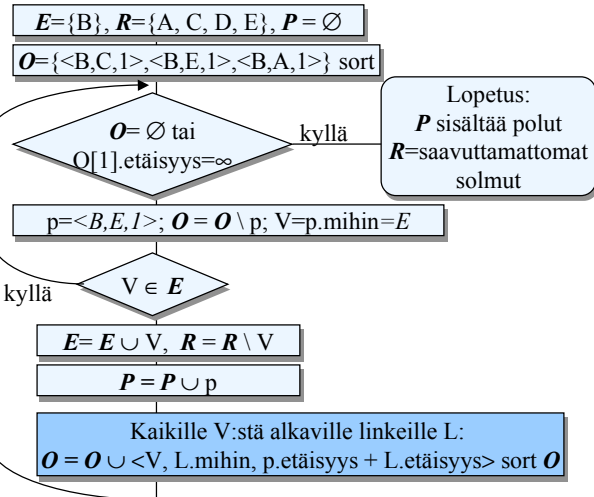 E={B}, R={A, C, D, E}, P = ∅
O={<B,C,1>,<B,E,1>,<B,A,1>} sort
O= ∅ tai
O[1].etäisyys=∞
kyllä
Lopetus:
P sisältää polut
R=saavuttamattomat
solmut
p=<B,E,1>; O = O \ p; V=p.mihin=E
V ∈ E
kyllä
E= E ∪ V, R = R \ V
P = P ∪ p
Kaikille V:stä alkaville linkeille L:
O = O ∪ <V, L.mihin, p.etäisyys + L.etäisyys> sort O